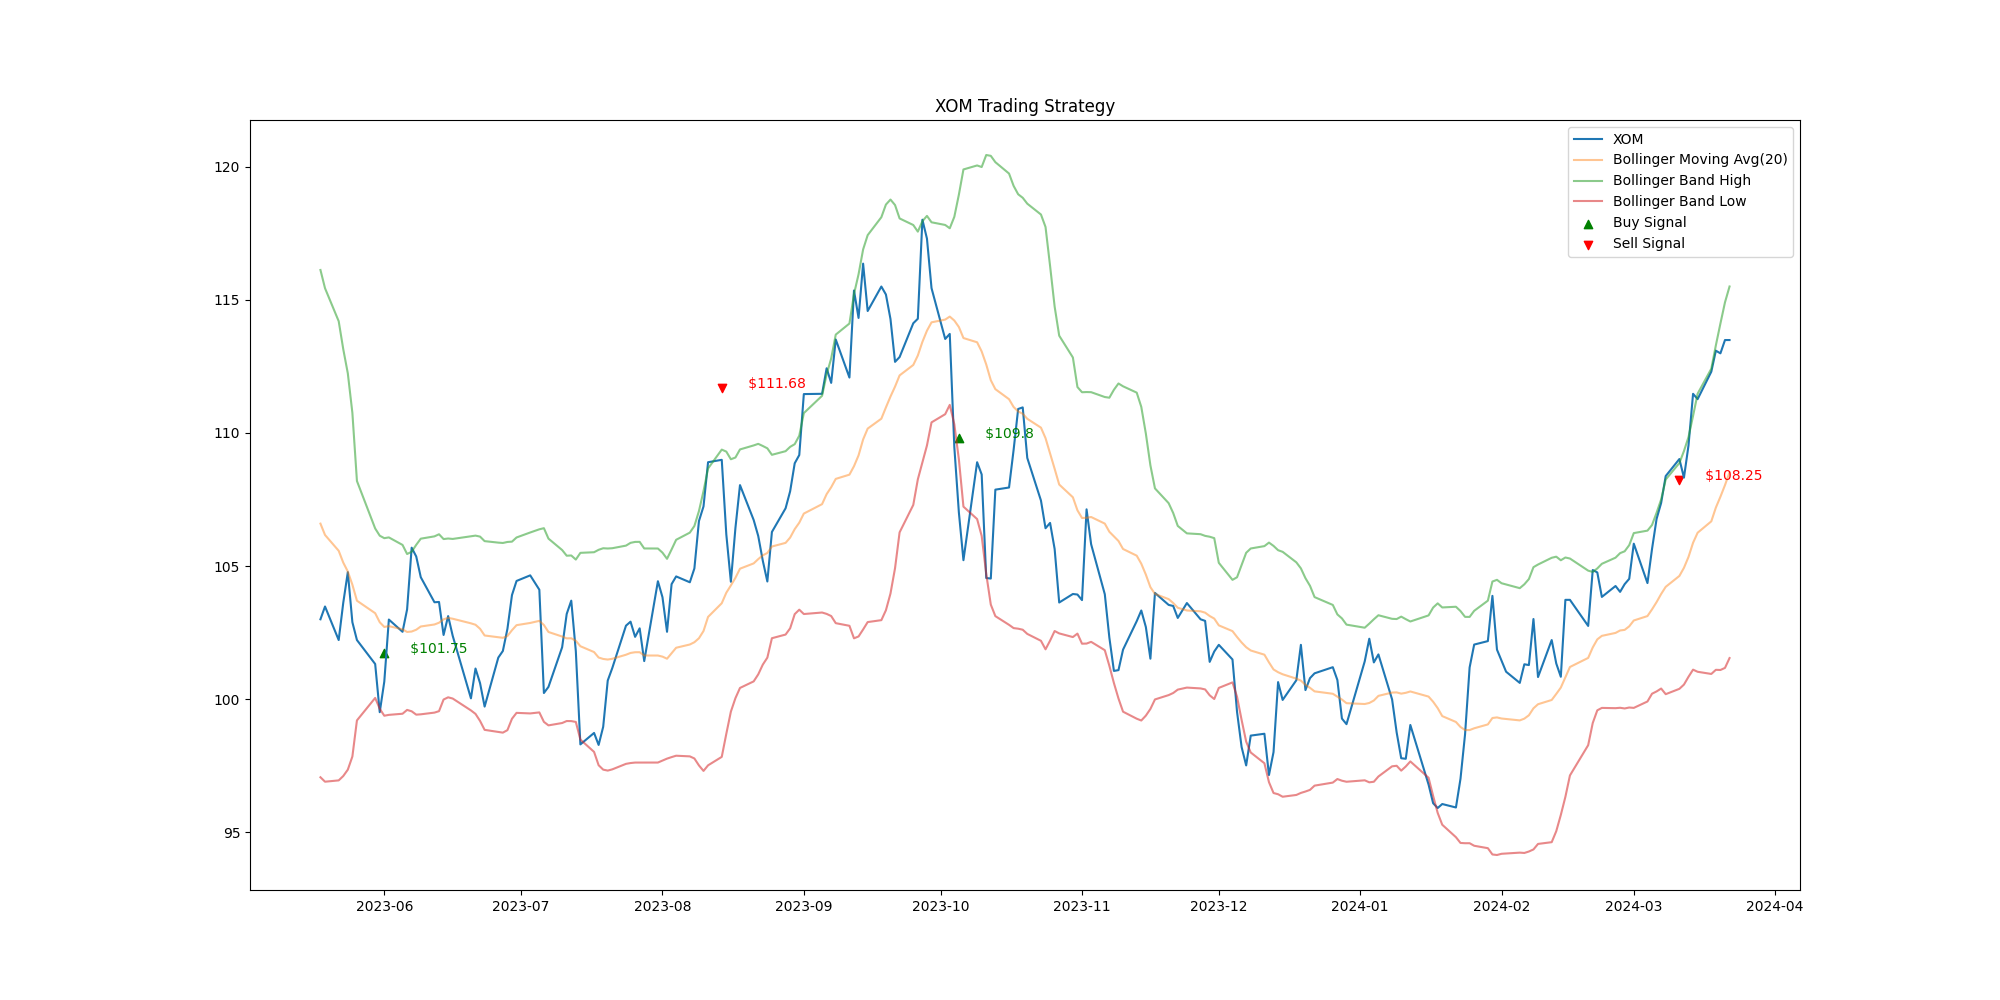 XOM Trading Strategy
XOM
Bollinger Moving Avg(20)
Bollinger Band High
Bollinger Band Low
Buy Signal
Sell Signal
120
115
110
105
100
95
$111.68
$109.8
$108.25
$101.75
2023-06 2023-07 2023-08 2023-09 2023-10 2023-11 2023-12 2024-01 2024-02 2024-03 2024-04